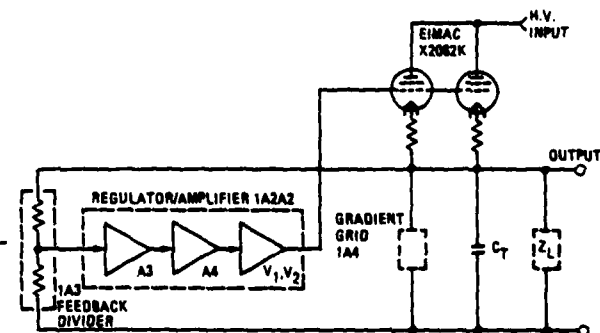 H.V.
INPUT
EIMAC
X2062K
OUTPUT
REGULATOR/AMPLIFIER 1A2A2
GRADIENT
GRID
1A4
A3
A4
V1,V2
CT
ZL
1A3
FEEDBACK
DIVIDER